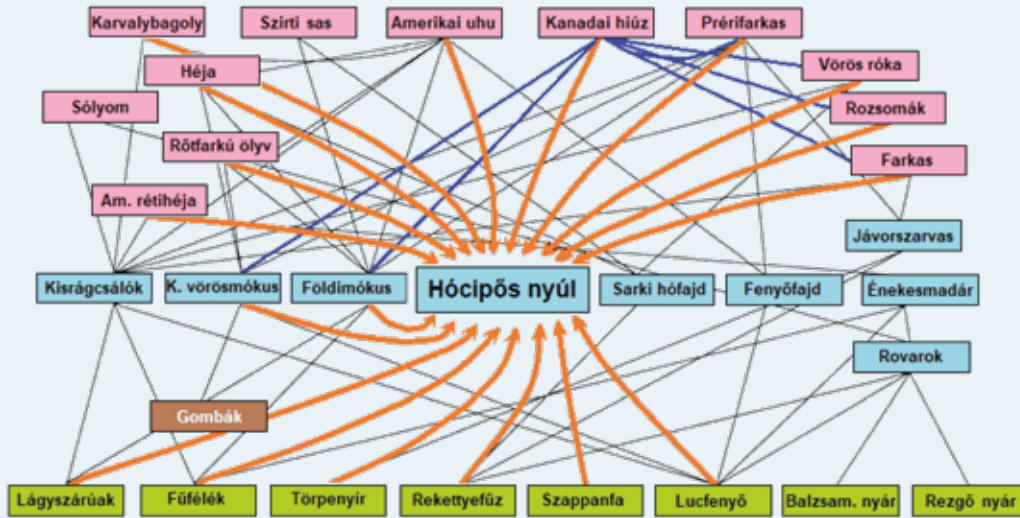 Karvalybagoly
Szirti sas
Amerikai uhu
Kanadai hiúz
Prérifarkas
Héja
Vörös róka
Sólyom
Rozsomák
Rőtfarkú ölyv
Farkas
Am. rétihéja
Jávorszarvas
Kisrágcsálók
K. vörösmókus
Földimókus
Hócipős nyúl
Sarki hófajd
Fenyőfajd
Énekesmadár
Rovarok
Gombák
Lágyszárúak
Fűfélék
Törpenyír
Rekettyefűz
Szappanfa
Lucfenyő
Balzsam. nyár
Rezgő nyár